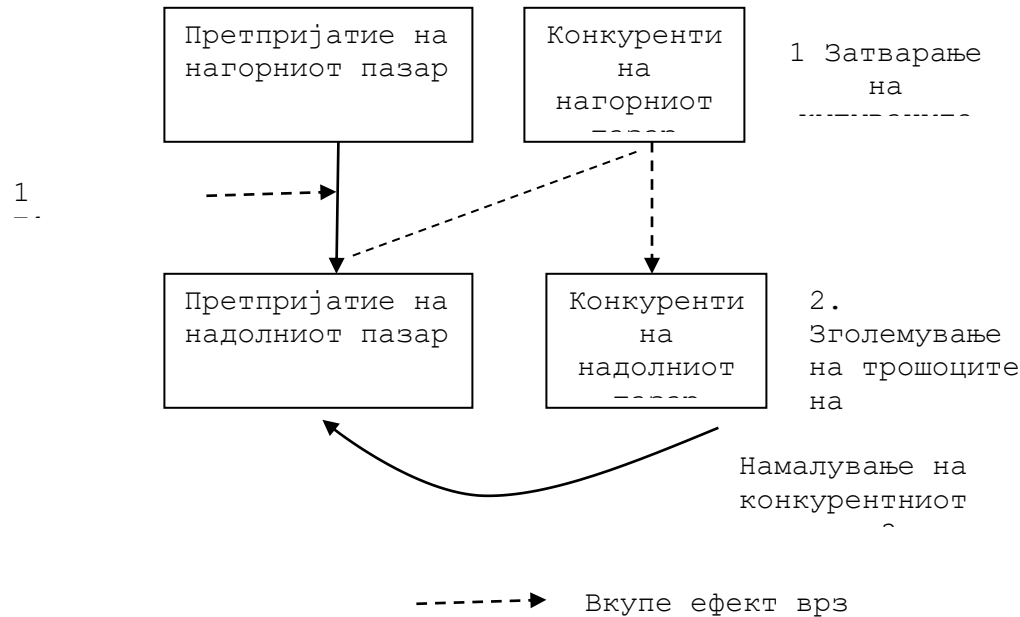 Претпријатие на
нагорниот пазар
Конкуренти
на
нагорниот
1 Затварање
на
1
Претпријатие на
надолниот пазар
Конкуренти
на
надолниот
2.
Зголемување
на трошоците
на
Намалување на
конкурентниот
Вкупе ефект врз